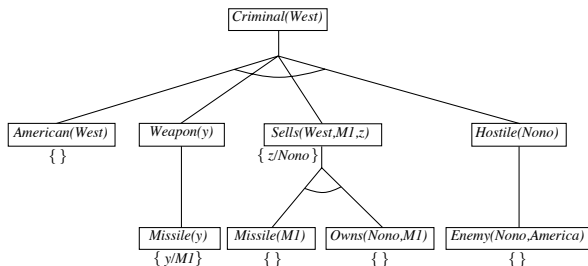 Criminal(West)
American(West) Weapon(y) Sells(West,M1,z) Hostile(Nono)
{ } { z/Nono }
Missile(y) Missile(M1) Owns(Nono,M1) Enemy(Nono,America)
{ y/M1 } { } { } { }